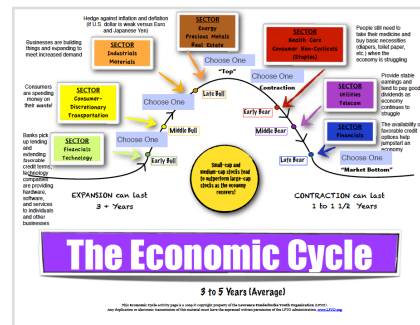 Hedge against inflation and deflation
(if U.S. dollar is weak versus Euro
and Japanese Yen)
SECTOR
Energy
Precious Metals
Real Estate
SECTOR
Health Care
Consumer Non-Cyclicals
(Staples)
People still need to
take their medicines and
buy basic necessities
(diapers, toilet paper,
etc.) when the
economy is struggling
Businesses are building
things and expanding to
meet increased demand
SECTOR
Industrials
Materials
Choose One
"Top"
Choose One
Contraction
Choose One
Late Bull
Consumers are
spending money
on their "wants"!
SECTOR
Consumer-
Discretionary
Transportation
Choose One
Middle Bull
Early Bear
Choose One
SECTOR
Utilities
Telecom
Provide stable
earnings and
tend to pay good
dividends as
economy
continues to
struggle
Middle Bear
Banks pick
up lending
and
extending
favorable
credit terms;
technology
companies
are providing
hardware,
software,
and services
to individuals
and other
businesses
SECTOR
Financials
Technology
Choose One
Early Bull
Small-cap and
medium-cap stocks tend
to outperform large-cap
stocks as the economy
recovers!
Late Bear
SECTOR
Financials
The availability of
favorable credit
options help
jumpstart an
economy
Choose One
"Market Bottom"
EXPANSION can last
3 + Years
CONTRACTION can last
1 to 1 1/2 Years
The Economic Cycle
3 to 5 Years (Average)